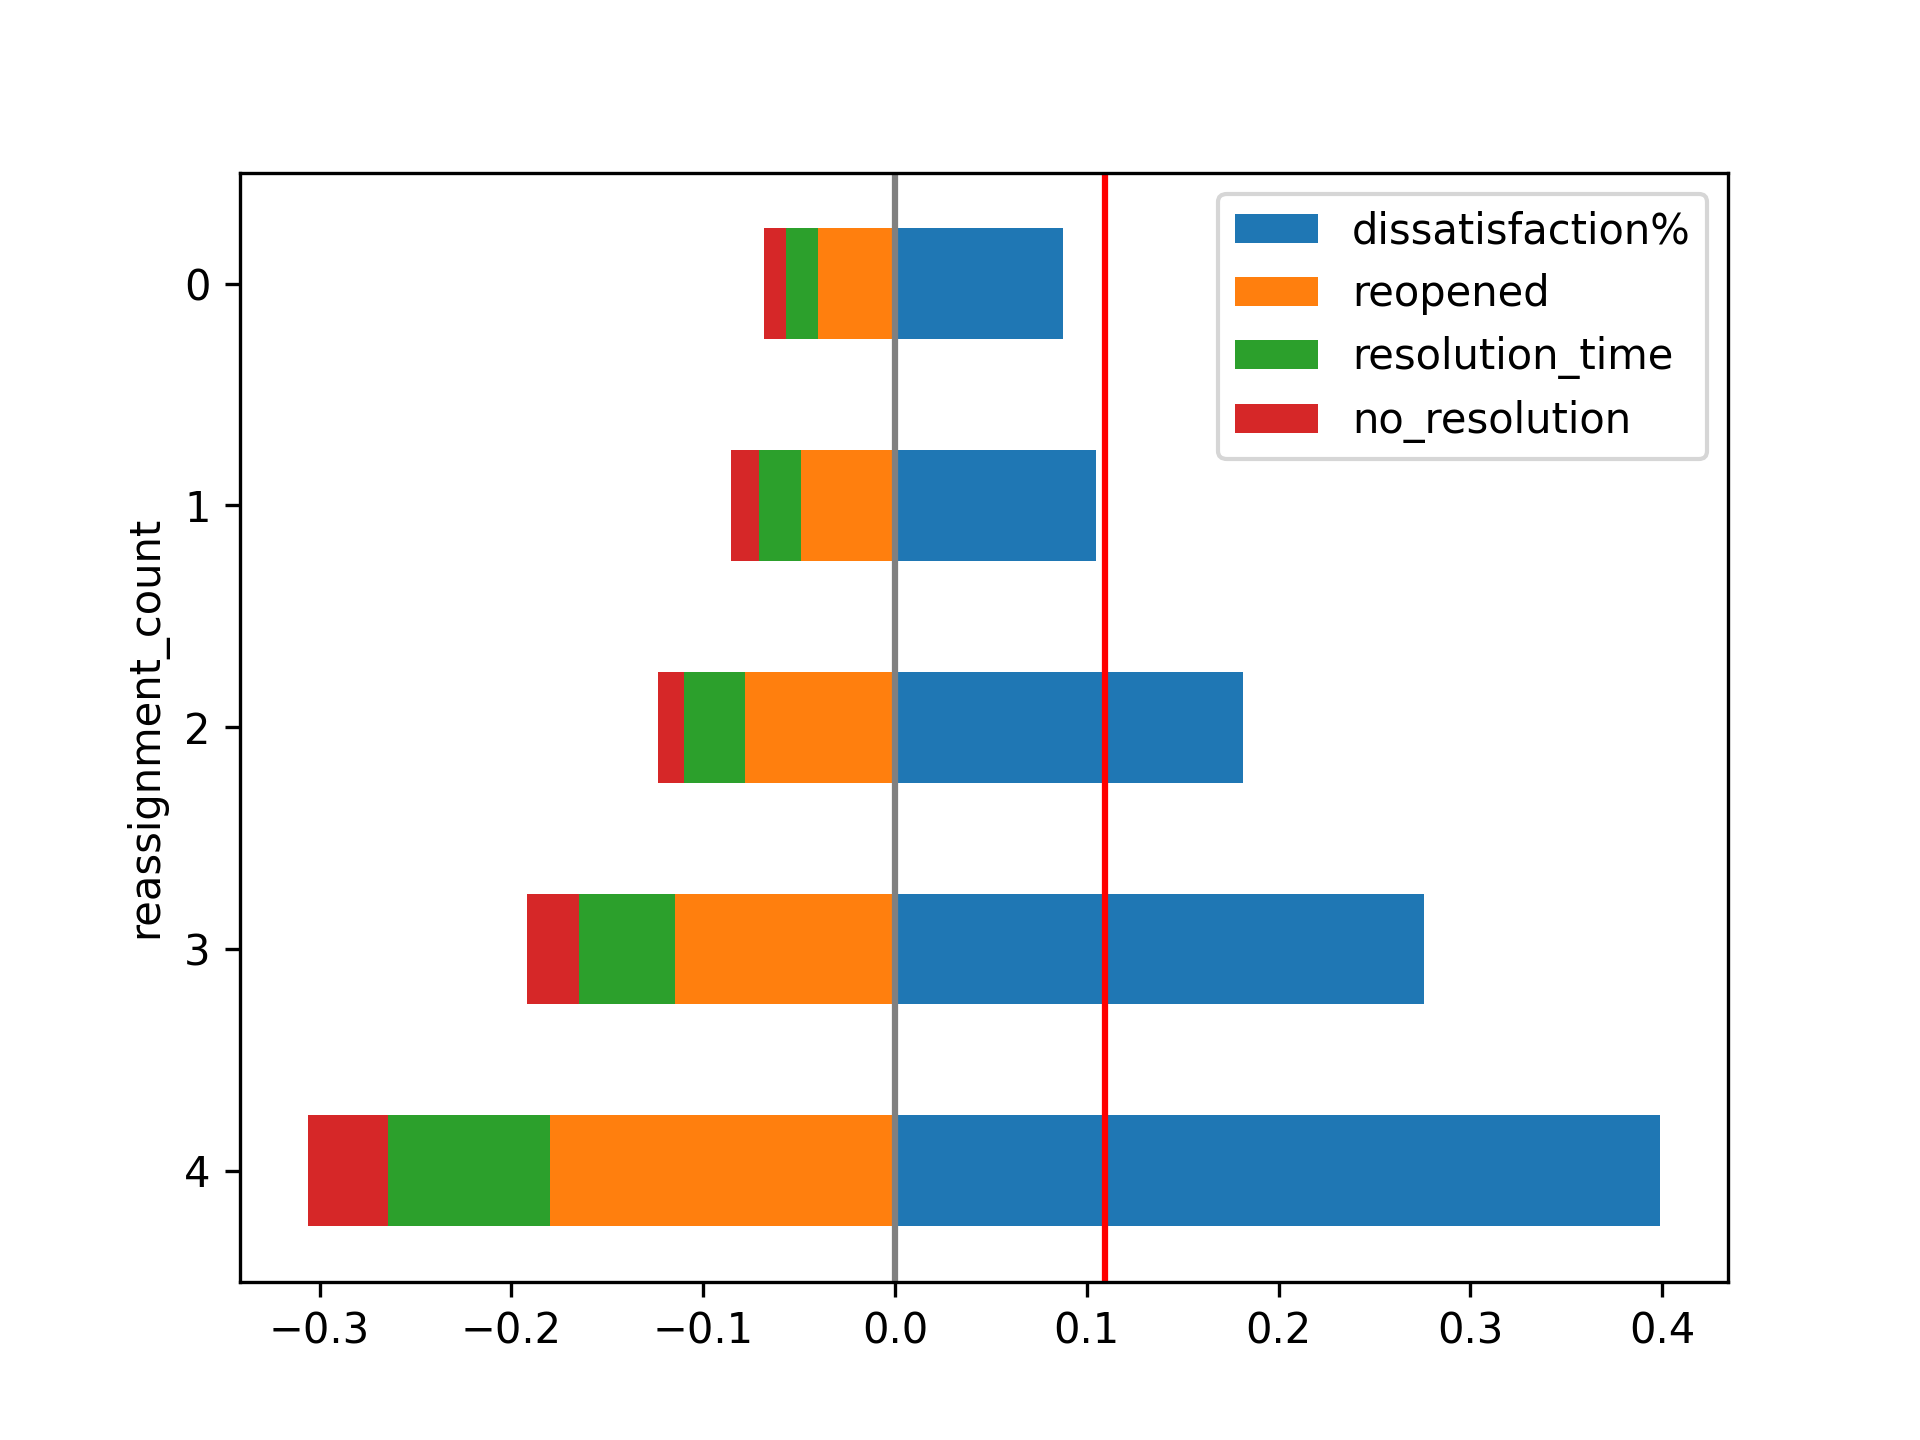 dissatisfaction%
reopened
resolution_time
no_resolution
reassignment_count
0
1
2
3
4
−0.3 −0.2 −0.1 0.0 0.1 0.2 0.3 0.4